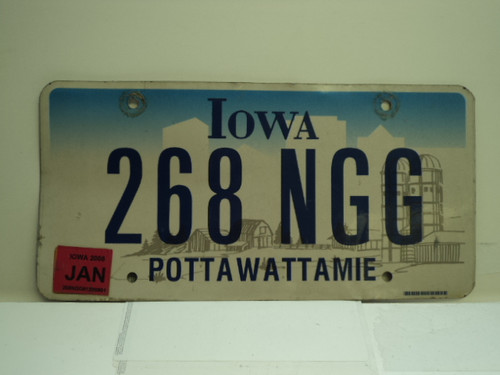 IOWA
268 NGG
JAN
POTTAWATTAMIE